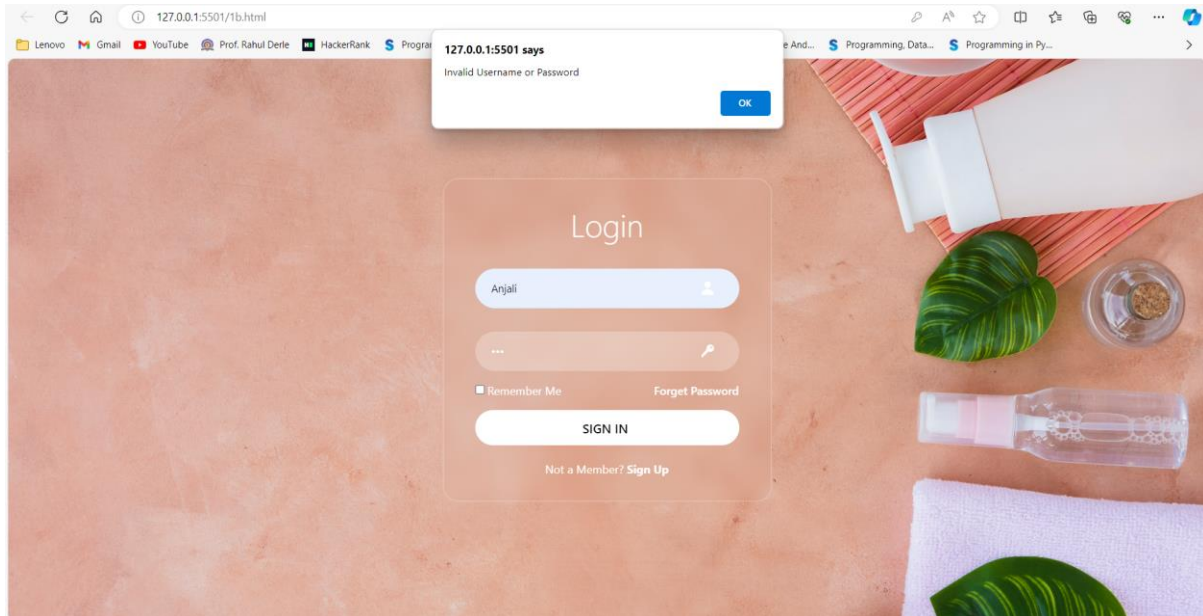 127.0.0.1:5501/1b.html
Lenovo Gmail YouTube Prof. Rahul Derle HackerRank Progra e And... Programming, Data... Programming in Py...
127.0.0.1:5501 says
Invalid Username or Password
OK
Login
Anjali
Remember Me Forget Password
SIGN IN
Not a Member? Sign Up